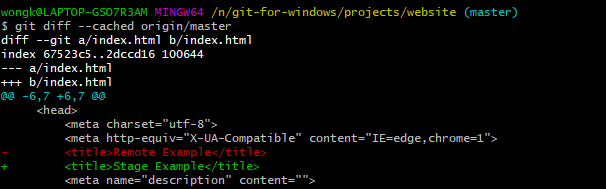 wongk@LAPTOP-GSO7R3AM MINGW64 /n/git-for-windows/projects/website (master)
$ git diff --cached origin/master
diff --git a/index.html b/index.html
index 67523c5..2dccd16 100644
--- a/index.html
+++ b/index.html
@@ -6,7 +6,7 @@
<head>
<meta charset="utf-8">
<meta http-equiv="X-UA-Compatible" content="IE=edge,chrome=1">
- <title>Remote Example</title>
+ <title>Stage Example</title>
<meta name="description" content="">